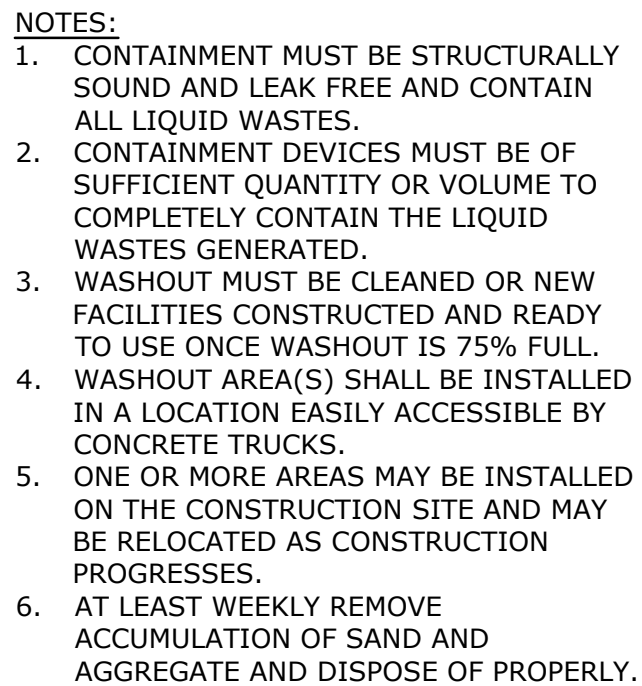 NOTES:
1. CONTAINMENT MUST BE STRUCTURALLY
SOUND AND LEAK FREE AND CONTAIN
ALL LIQUID WASTES.
2. CONTAINMENT DEVICES MUST BE OF
SUFFICIENT QUANTITY OR VOLUME TO
COMPLETELY CONTAIN THE LIQUID
WASTES GENERATED.
3. WASHOUT MUST BE CLEANED OR NEW
FACILITIES CONSTRUCTED AND READY
TO USE ONCE WASHOUT IS 75% FULL.
4. WASHOUT AREA(S) SHALL BE INSTALLED
IN A LOCATION EASILY ACCESSIBLE BY
CONCRETE TRUCKS.
5. ONE OR MORE AREAS MAY BE INSTALLED
ON THE CONSTRUCTION SITE AND MAY
BE RELOCATED AS CONSTRUCTION
PROGRESSES.
6. AT LEAST WEEKLY REMOVE
ACCUMULATION OF SAND AND
AGGREGATE AND DISPOSE OF PROPERLY.